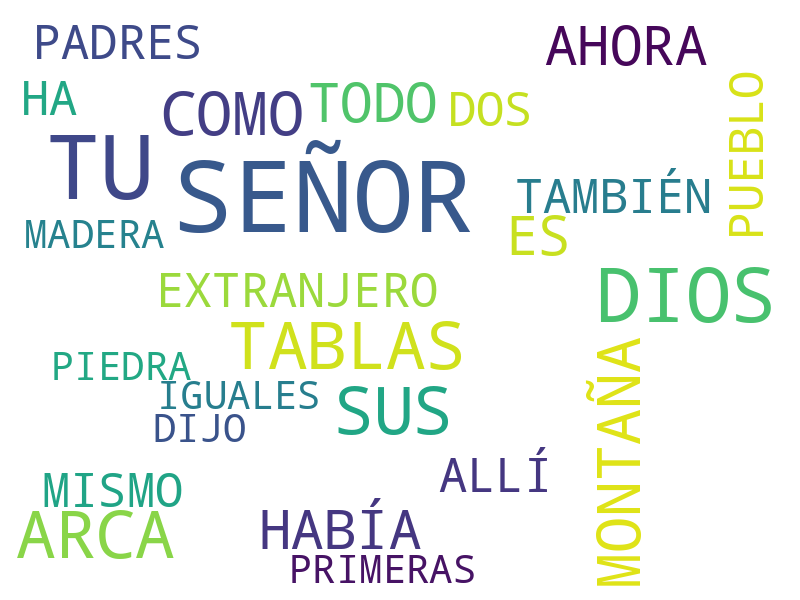 PADRES
AHORA
HA
COMO
TODO
DOS
PUEBLO
TU
SEÑOR
TAMBIÉN
MADERA
ES
EXTRANJERO
DIOS
TABLAS
PIEDRA
IGUALES
SUS
MONTAÑA
DIJO
ALLÍ
MISMO
ARCA
HABÍA
PRIMERAS